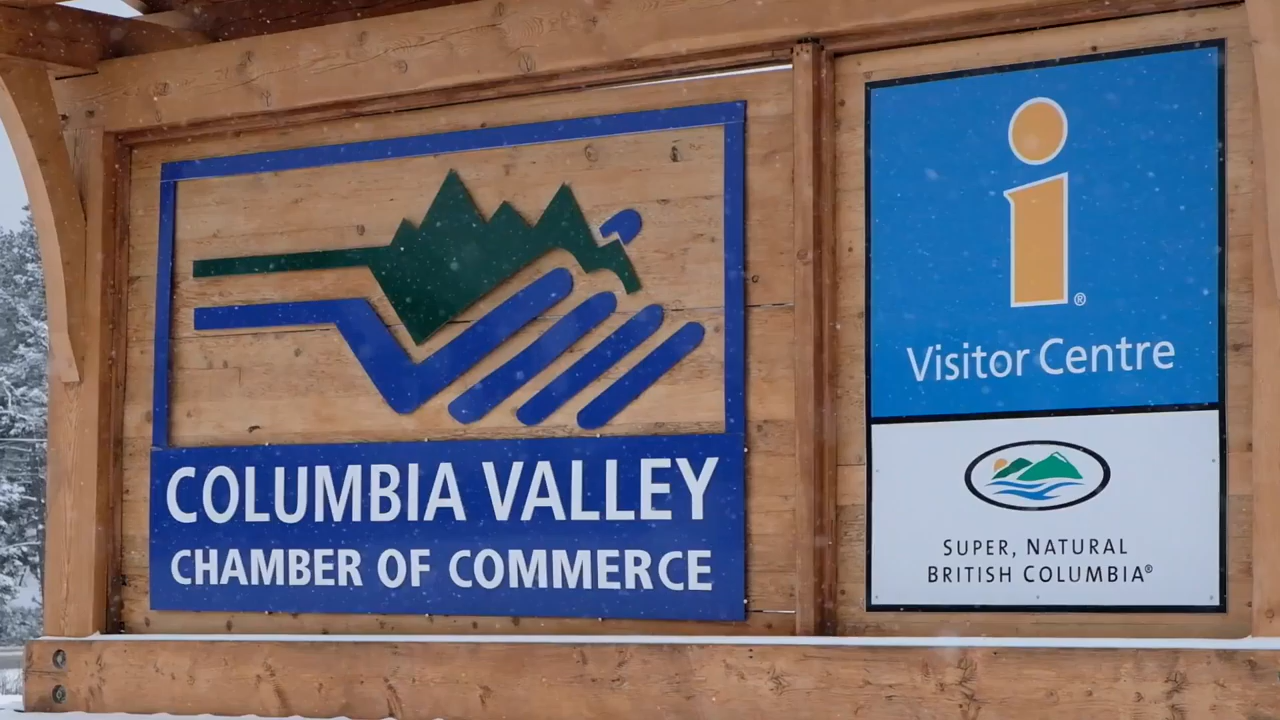 COLUMBIA VALLEY
CHAMBER OF COMMERCE
i®
Visitor Centre
SUPER, NATURAL
BRITISH COLUMBIA®